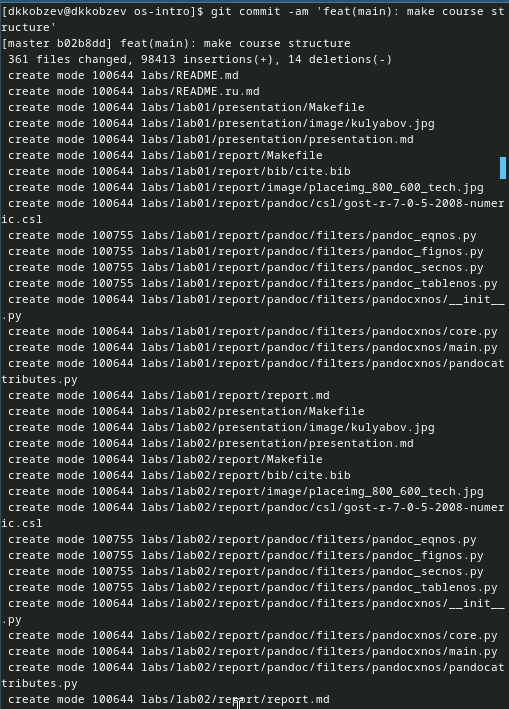 [dkkobzev@dkkobzev os-intro]$ git commit -am 'feat(main): make course st
ructure'
[master b02b8dd] feat(main): make course structure
 361 files changed, 98413 insertions(+), 14 deletions(-)
 create mode 100644 labs/README.md
 create mode 100644 labs/README.ru.md
 create mode 100644 labs/lab01/presentation/Makefile
 create mode 100644 labs/lab01/presentation/image/kulyabov.jpg
 create mode 100644 labs/lab01/presentation/presentation.md
 create mode 100644 labs/lab01/report/Makefile
 create mode 100644 labs/lab01/report/bib/cite.bib
 create mode 100644 labs/lab01/report/image/placeimg_800_600_tech.jpg
 create mode 100644 labs/lab01/report/pandoc/csl/gost-r-7-0-5-2008-numer
ic.csl
 create mode 100755 labs/lab01/report/pandoc/filters/pandoc_eqnos.py
 create mode 100755 labs/lab01/report/pandoc/filters/pandoc_fignos.py
 create mode 100755 labs/lab01/report/pandoc/filters/pandoc_secnos.py
 create mode 100755 labs/lab01/report/pandoc/filters/pandoc_tablenos.py
 create mode 100644 labs/lab01/report/pandoc/filters/pandocxnos/__init__
.py
 create mode 100644 labs/lab01/report/pandoc/filters/pandocxnos/core.py
 create mode 100644 labs/lab01/report/pandoc/filters/pandocxnos/main.py
 create mode 100644 labs/lab01/report/pandoc/filters/pandocxnos/pandocat
tributes.py
 create mode 100644 labs/lab01/report/report.md
 create mode 100644 labs/lab02/presentation/Makefile
 create mode 100644 labs/lab02/presentation/image/kulyabov.jpg
 create mode 100644 labs/lab02/presentation/presentation.md
 create mode 100644 labs/lab02/report/Makefile
 create mode 100644 labs/lab02/report/bib/cite.bib
 create mode 100644 labs/lab02/report/image/placeimg_800_600_tech.jpg
 create mode 100644 labs/lab02/report/pandoc/csl/gost-r-7-0-5-2008-numer
ic.csl
 create mode 100755 labs/lab02/report/pandoc/filters/pandoc_eqnos.py
 create mode 100755 labs/lab02/report/pandoc/filters/pandoc_fignos.py
 create mode 100755 labs/lab02/report/pandoc/filters/pandoc_secnos.py
 create mode 100755 labs/lab02/report/pandoc/filters/pandoc_tablenos.py
 create mode 100644 labs/lab02/report/pandoc/filters/pandocxnos/__init__
.py
 create mode 100644 labs/lab02/report/pandoc/filters/pandocxnos/core.py
 create mode 100644 labs/lab02/report/pandoc/filters/pandocxnos/main.py
 create mode 100644 labs/lab02/report/pandoc/filters/pandocxnos/pandocat
tributes.py
 create mode 100644 labs/lab02/report/report.md